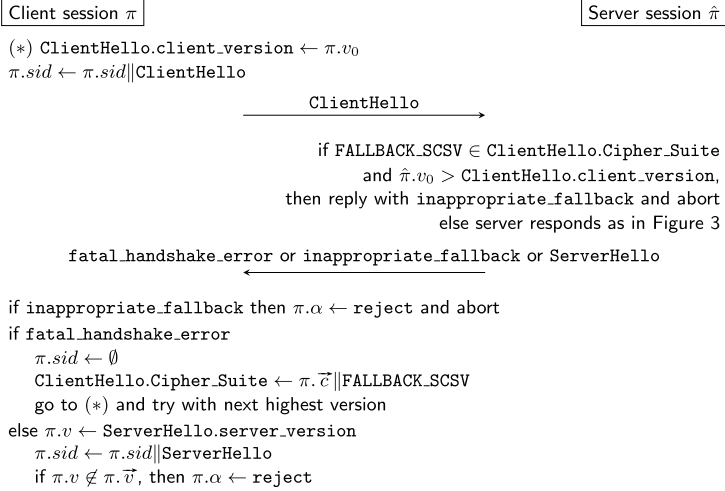 Client session π
Server session π̂
(∗) ClientHello.client_version ← π.v₀
π.sid ← π.sid‖ClientHello
ClientHello
if FALLBACK_SCSV ∈ ClientHello.Cipher_Suite
and π̂.v₀ > ClientHello.client_version,
then reply with inappropriate_fallback and abort
else server responds as in Figure 3
fatal_handshake_error or inappropriate_fallback or ServerHello
if inappropriate_fallback then π.α ← reject and abort
if fatal_handshake_error
π.sid ← ∅
ClientHello.Cipher_Suite ← π.c⃗‖FALLBACK_SCSV
go to (∗) and try with next highest version
else π.v ← ServerHello.server_version
π.sid ← π.sid‖ServerHello
if π.v ∉ π.v⃗, then π.α ← reject